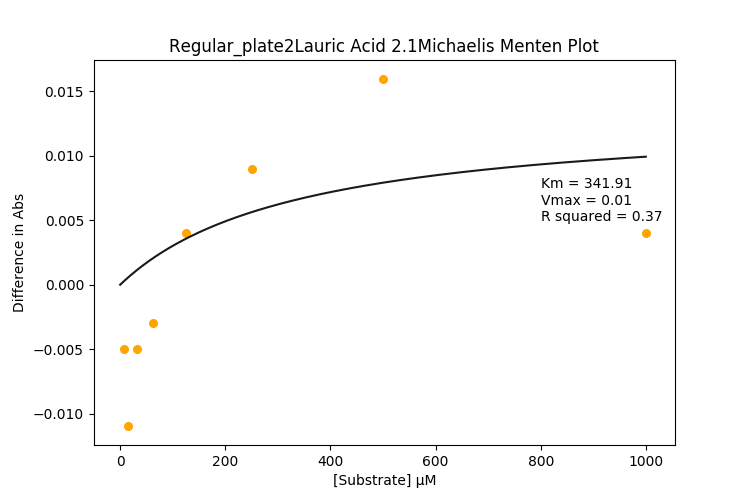 Regular_plate2Lauric Acid 2.1Michaelis Menten Plot
0.015
0.010
0.005
0.000
−0.005
−0.010
Difference in Abs
Km = 341.91
Vmax = 0.01
R squared = 0.37
0 200 400 600 800 1000
[Substrate] μM